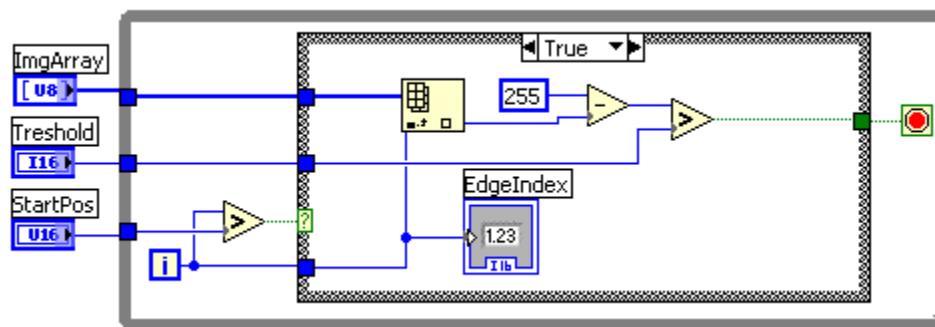 True
ImgArray
[U8]
255
-
>
Treshold
I16
EdgeIndex
StartPos
1.23
U16
>
?
i
I16